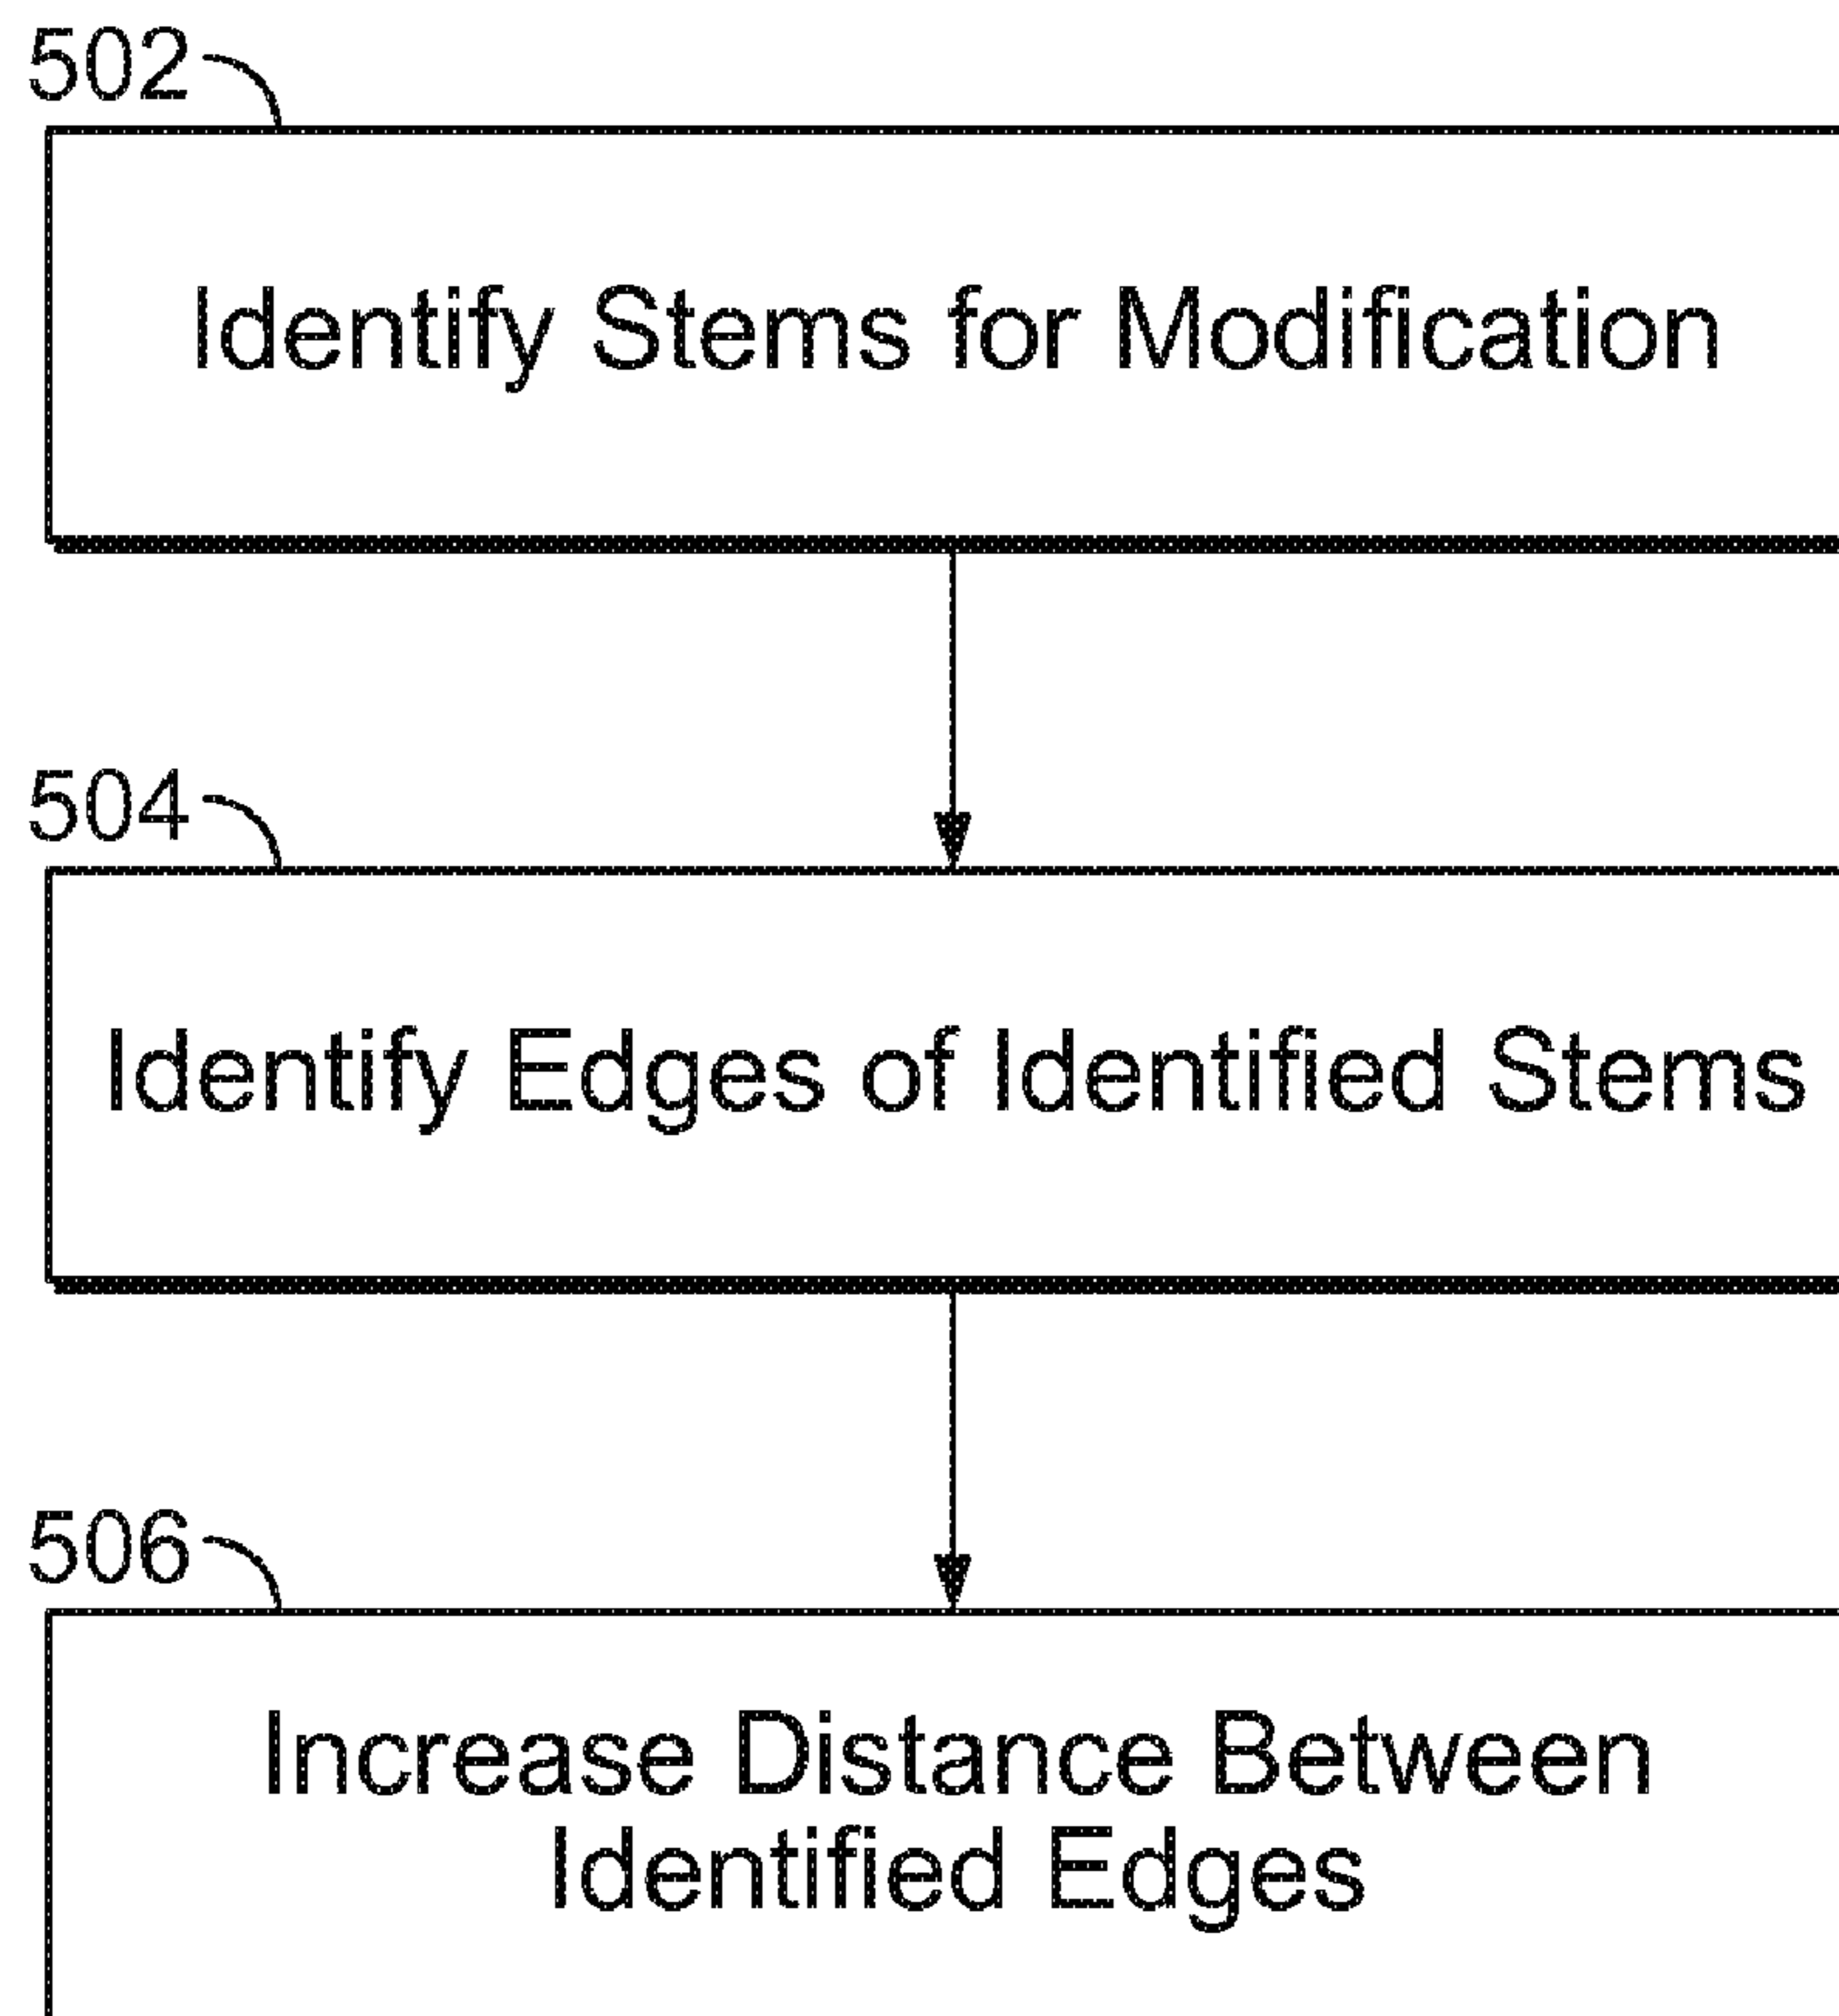 502
Identify Stems for Modification
504
Identify Edges of Identified Stems
506
Increase Distance Between
Identified Edges